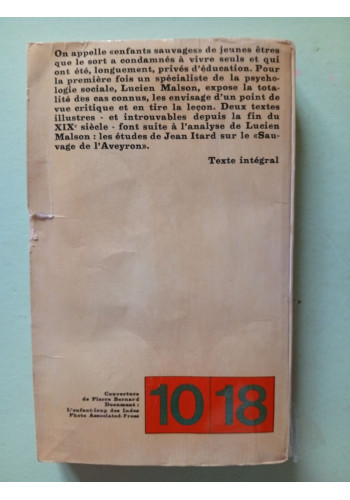 On appelle «enfants sauvages» de jeunes êtres
que le sort a condamnés à vivre seuls et qui
ont été, longuement, privés d'éducation. Pour
la première fois un spécialiste de la psycho-
logie sociale, Lucien Malson, expose la tota-
lité des cas connus, les envisage d'un point de
vue critique et en tire la leçon. Deux textes
illustres - et introuvables depuis la fin du
XIXe siècle - font suite à l'analyse de Lucien
Malson : les études de Jean Itard sur le «Sau-
vage de l'Aveyron».
Texte intégral
Couverture
de Pierre Bernard
Document :
L'enfant-loup des Indes
Photo Associated-Press
10 18